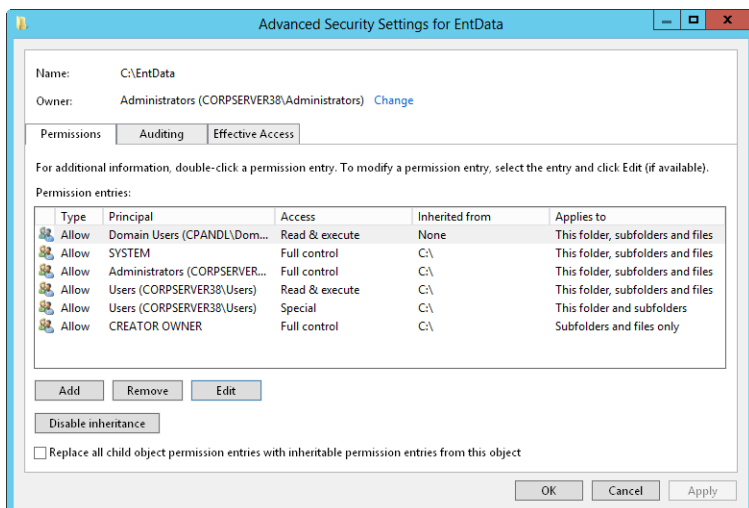 Advanced Security Settings for EntData
Name: C:\EntData
Owner: Administrators (CORPSERVER38\Administrators) Change
Permissions Auditing Effective Access
For additional information, double-click a permission entry. To modify a permission entry, select the entry and click Edit (if available).
Permission entries:
Type Principal Access Inherited from Applies to
Allow Domain Users (CPANDL\Dom... Read & execute None This folder, subfolders and files
Allow SYSTEM Full control C:\ This folder, subfolders and files
Allow Administrators (CORPSERVER... Full control C:\ This folder, subfolders and files
Allow Users (CORPSERVER38\Users) Read & execute C:\ This folder, subfolders and files
Allow Users (CORPSERVER38\Users) Special C:\ This folder and subfolders
Allow CREATOR OWNER Full control C:\ Subfolders and files only
Add Remove Edit
Disable inheritance
Replace all child object permission entries with inheritable permission entries from this object
OK Cancel Apply